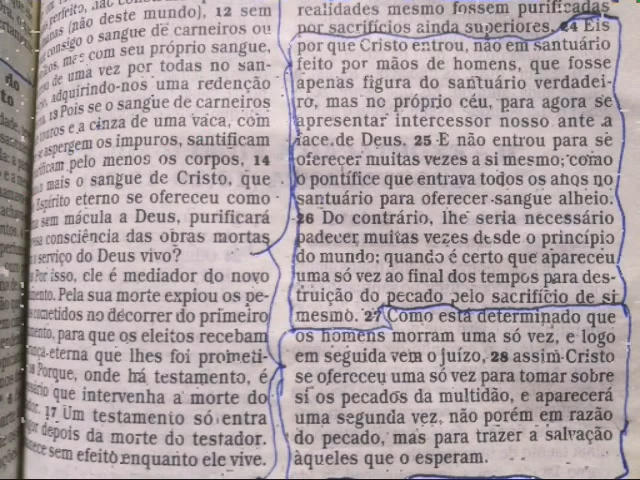 perfeito, não
manas (não deste mundo), 12 sem
consigo o sangue de carneiros ou
mas com seu próprio sangue,
de uma vez por todas no san-
adquirindo-nos uma redenção
13 Pois se o sangue de carneiros
e a cinza de uma vaca, com
se aspergem os impuros, santificam
pelo menos os corpos, 14
mais o sangue de Cristo, que
Espírito eterno se ofereceu como
sem mácula a Deus, purificará
consciência das obras mortas
serviço do Deus vivo?
Por isso, ele é mediador do novo
Pela sua morte expiou os pe-
cometidos no decorrer do primeiro
para que os eleitos recebam
eterna que lhes foi prometi-
Porque, onde há testamento, é
que intervenha a morte do
17 Um testamento só entra
depois da morte do testador.
sem efeito enquanto ele vive.
realidades mesmo fossem purificadas
por sacrifícios ainda superiores. 24 Eis
por que Cristo entrou, não em santuário
feito por mãos de homens, que fosse
apenas figura do santuário verdadei-
ro, mas no próprio céu, para agora se
apresentar intercessor nosso ante a
face de Deus. 25 E não entrou para se
oferecer muitas vezes a si mesmo, como
o pontífice que entrava todos os anos no
santuário para oferecer sangue alheio.
26 Do contrário, lhe seria necessário
padecer muitas vezes desde o princípio
do mundo; quando é certo que apareceu
uma só vez ao final dos tempos para des-
truição do pecado pelo sacrifício de si
mesmo. 27 Como está determinado que
os homens morram uma só vez, e logo
em seguida vem o juízo, 28 assim Cristo
se ofereceu uma só vez para tomar sobre
si os pecados da multidão, e aparecerá
uma segunda vez, não porém em razão
do pecado, mas para trazer a salvação
àqueles que o esperam.